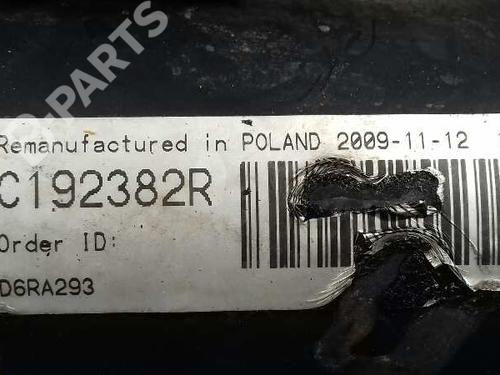 Remanufactured in POLAND 2009-11-12
C192382R
Order ID:
D6RA293
PARTS